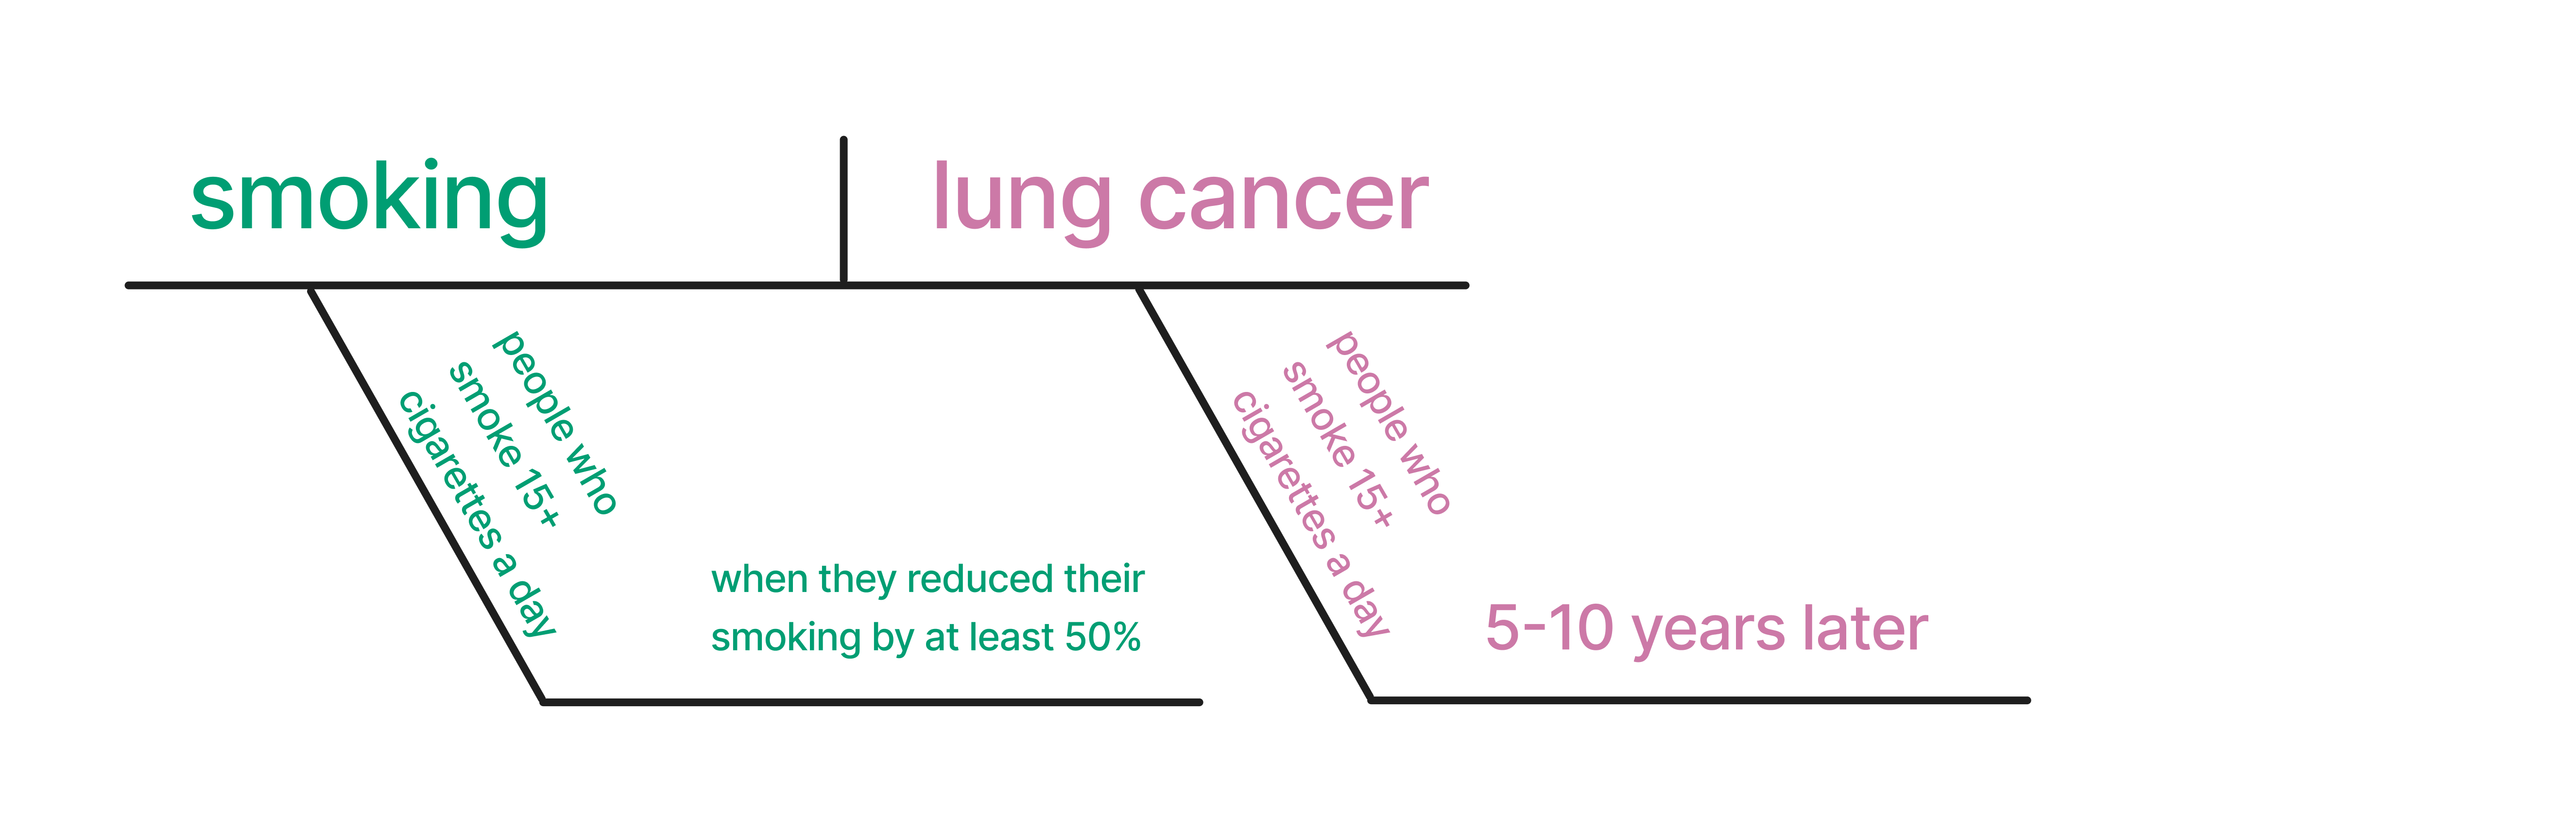 smoking
lung cancer
people who
smoke 15+
cigarettes a day
when they reduced their
smoking by at least 50%
people who
smoke 15+
cigarettes a day
5-10 years later